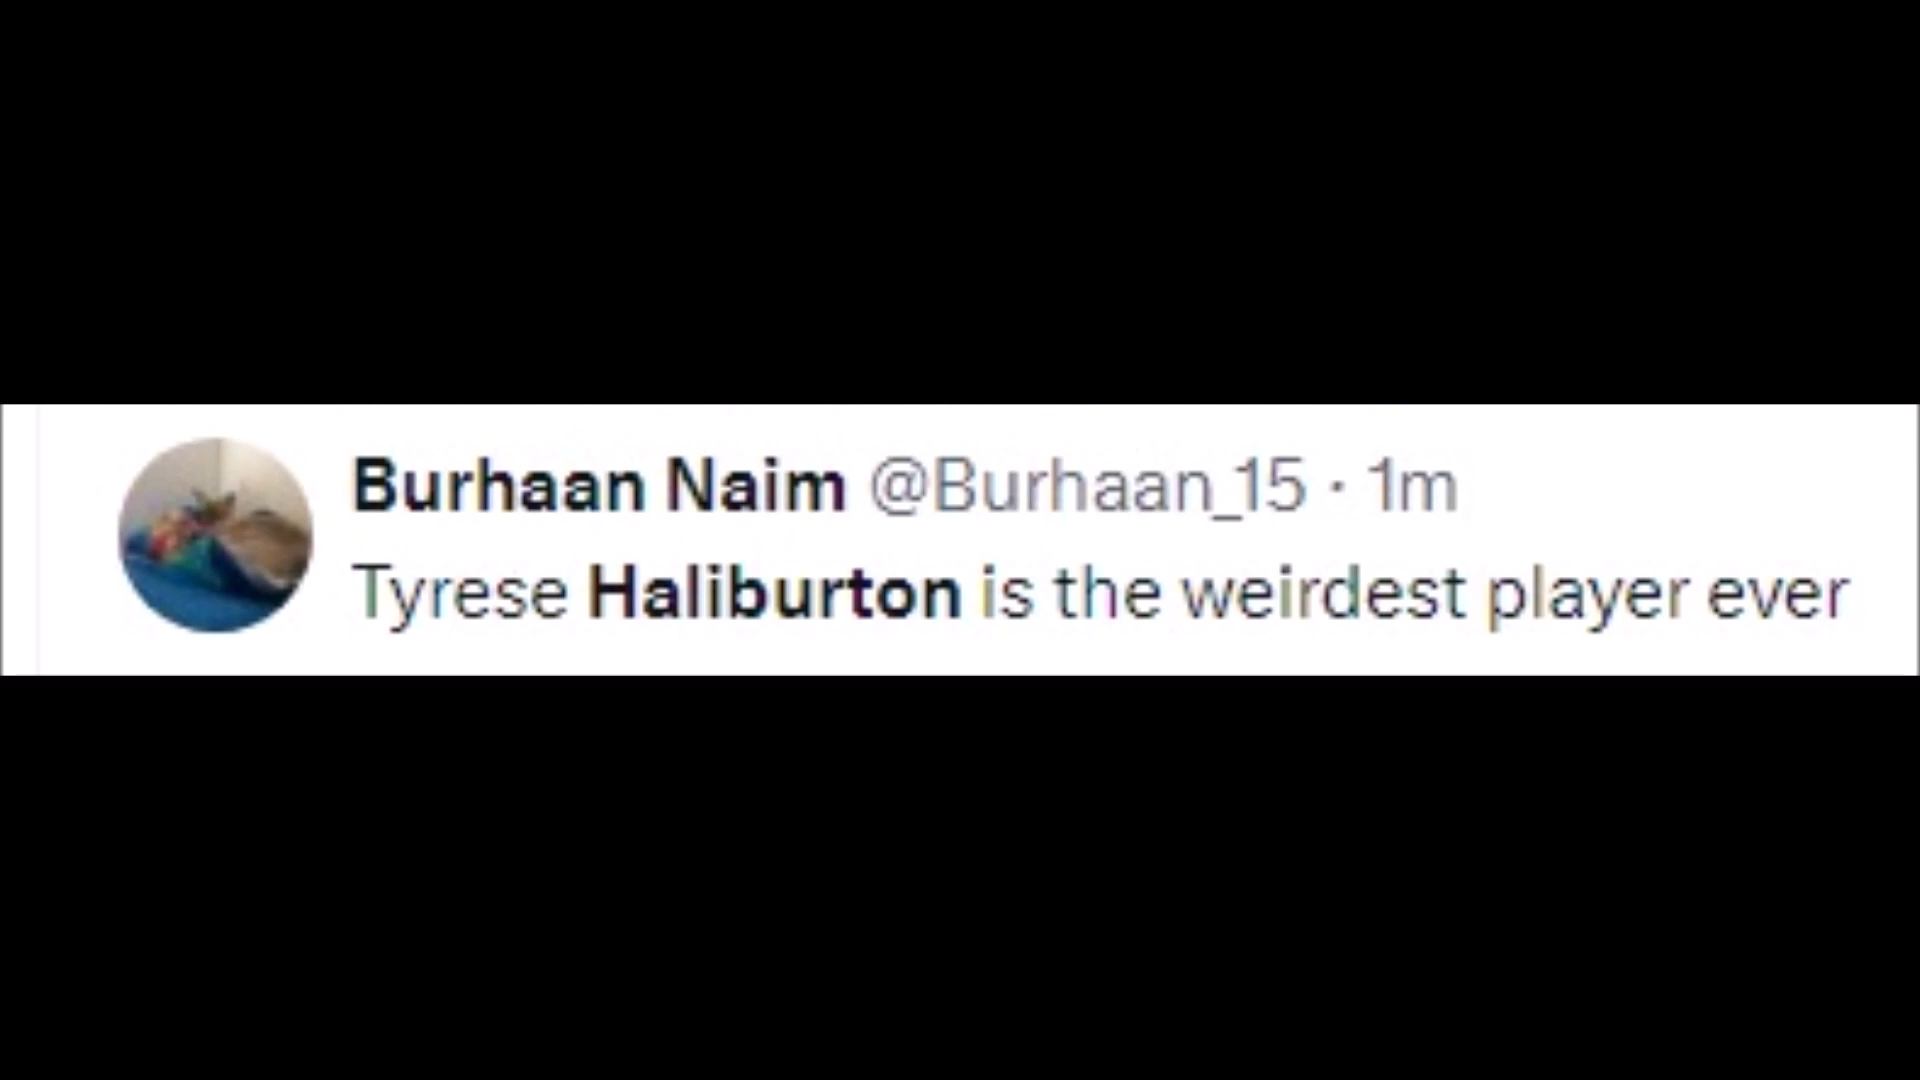 Burhaan Naim @Burhaan_15 · 1m
Tyrese Haliburton is the weirdest player ever